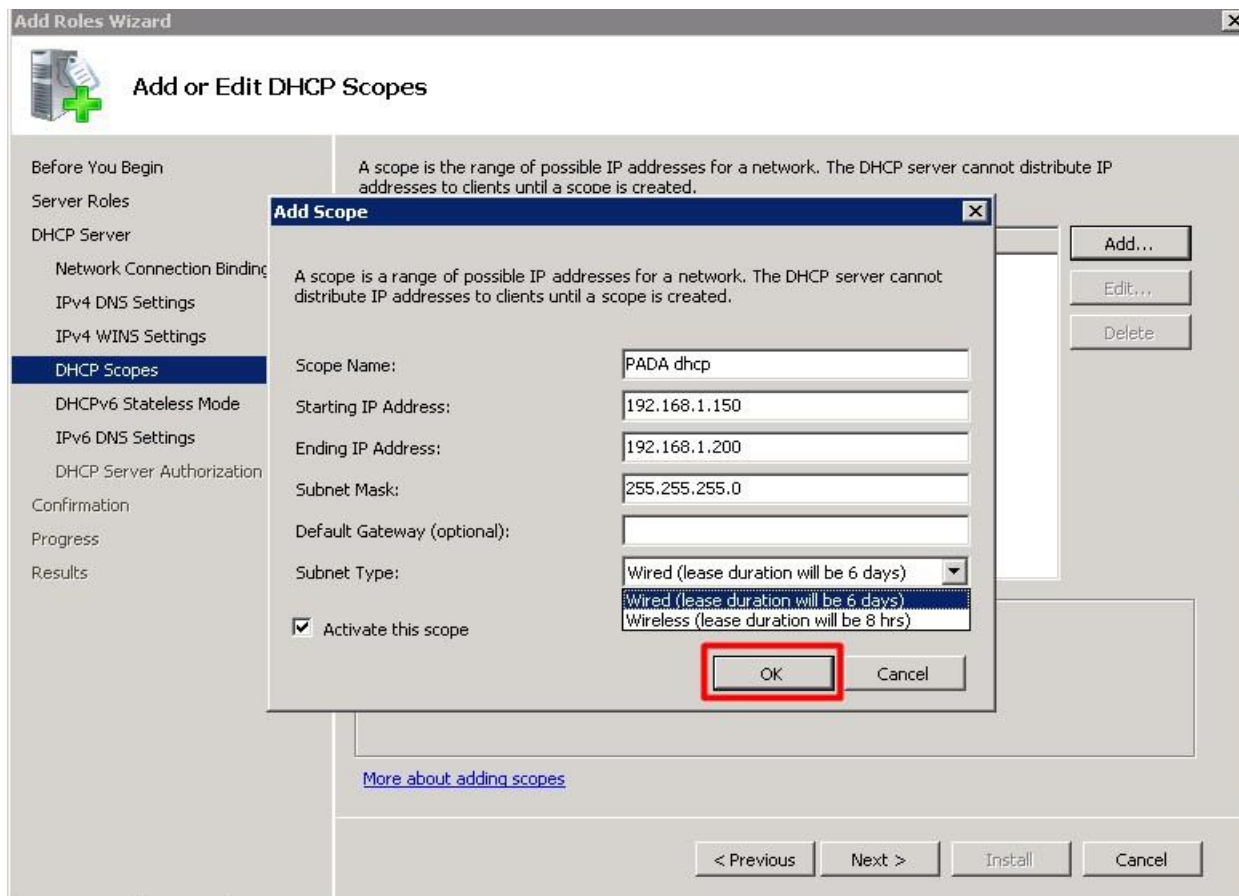 Add Roles Wizard
Add or Edit DHCP Scopes
Before You Begin
Server Roles
DHCP Server
Network Connection Binding
IPv4 DNS Settings
IPv4 WINS Settings
DHCP Scopes
DHCPv6 Stateless Mode
IPv6 DNS Settings
DHCP Server Authorization
Confirmation
Progress
Results
A scope is the range of possible IP addresses for a network. The DHCP server cannot distribute IP
addresses to clients until a scope is created.
Add Scope
A scope is a range of possible IP addresses for a network. The DHCP server cannot
distribute IP addresses to clients until a scope is created.
Scope Name: PADA dhcp
Starting IP Address: 192.168.1.150
Ending IP Address: 192.168.1.200
Subnet Mask: 255.255.255.0
Default Gateway (optional):
Subnet Type: Wired (lease duration will be 6 days)
Wired (lease duration will be 6 days)
Wireless (lease duration will be 8 hrs)
Activate this scope
OK Cancel
Add...
Edit...
Delete
More about adding scopes
< Previous Next > Install Cancel